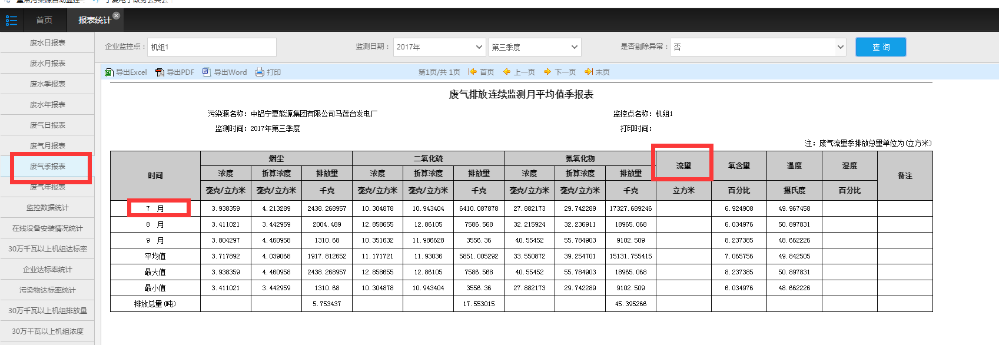 首页
报表统计
废水日报表
废水月报表
废水季报表
废水年报表
废气日报表
废气月报表
废气季报表
废气年报表
监控数据统计
在线设备安装情况统计
30万千瓦以上机组达标率
企业达标率统计
污染物达标率统计
30万千瓦以上机组排放量
30万千瓦以上机组浓度
企业监控点： 机组1 监测日期： 2017年 第三季度 是否剔除异常： 否 查 询
导出Excel 导出PDF 导出Word 打印 第1页/共 1页 首页 上一页 下一页 末页
废气排放连续监测月平均值季报表
污染源名称：中铝宁夏能源集团有限公司马莲台发电厂 监控点名称：机组1
监测时间：2017年第三季度 打印时间：
注：废气流量季排放总量单位为(立方米)
时间 烟尘 二氧化硫 氮氧化物 流量 氧含量 温度 湿度 备注
浓度 折算浓度 排放量 浓度 折算浓度 排放量 浓度 折算浓度 排放量
毫克/立方米 毫克/立方米 千克 毫克/立方米 毫克/立方米 千克 毫克/立方米 毫克/立方米 千克 立方米 百分比 摄氏度 百分比
7 月 3.938359 4.213289 2438.268957 10.304878 10.943404 6410.087878 27.882173 29.742289 17327.689246 6.924908 49.967458
8 月 3.411021 3.442959 2004.489 12.858655 12.86105 7586.568 32.215924 32.236911 18965.068 6.034976 50.897831
9 月 3.804297 4.460958 1310.68 10.351632 11.986628 3556.36 40.55452 55.784903 9102.509 8.237385 48.662226
平均值 3.717892 4.039068 1917.812652 11.171721 11.93036 5851.005292 33.550872 39.254701 15131.755415 7.065756 49.842505
最大值 3.938359 4.460958 2438.268957 12.858655 12.86105 7586.568 40.55452 55.784903 18965.068 8.237385 50.897831
最小值 3.411021 3.442959 1310.68 10.304878 10.943404 3556.36 27.882173 29.742289 9102.509 6.034976 48.662226
排放总量(吨) 5.753437 17.553015 45.395266